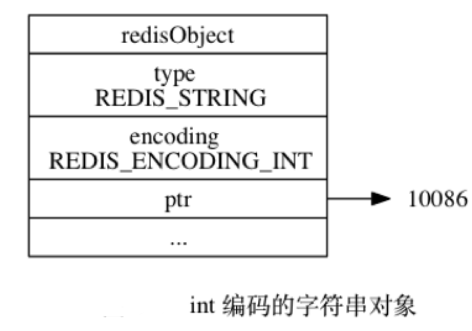 redisObject
type
REDIS_STRING
encoding
REDIS_ENCODING_INT
ptr
10086
...
int 编码的字符串对象